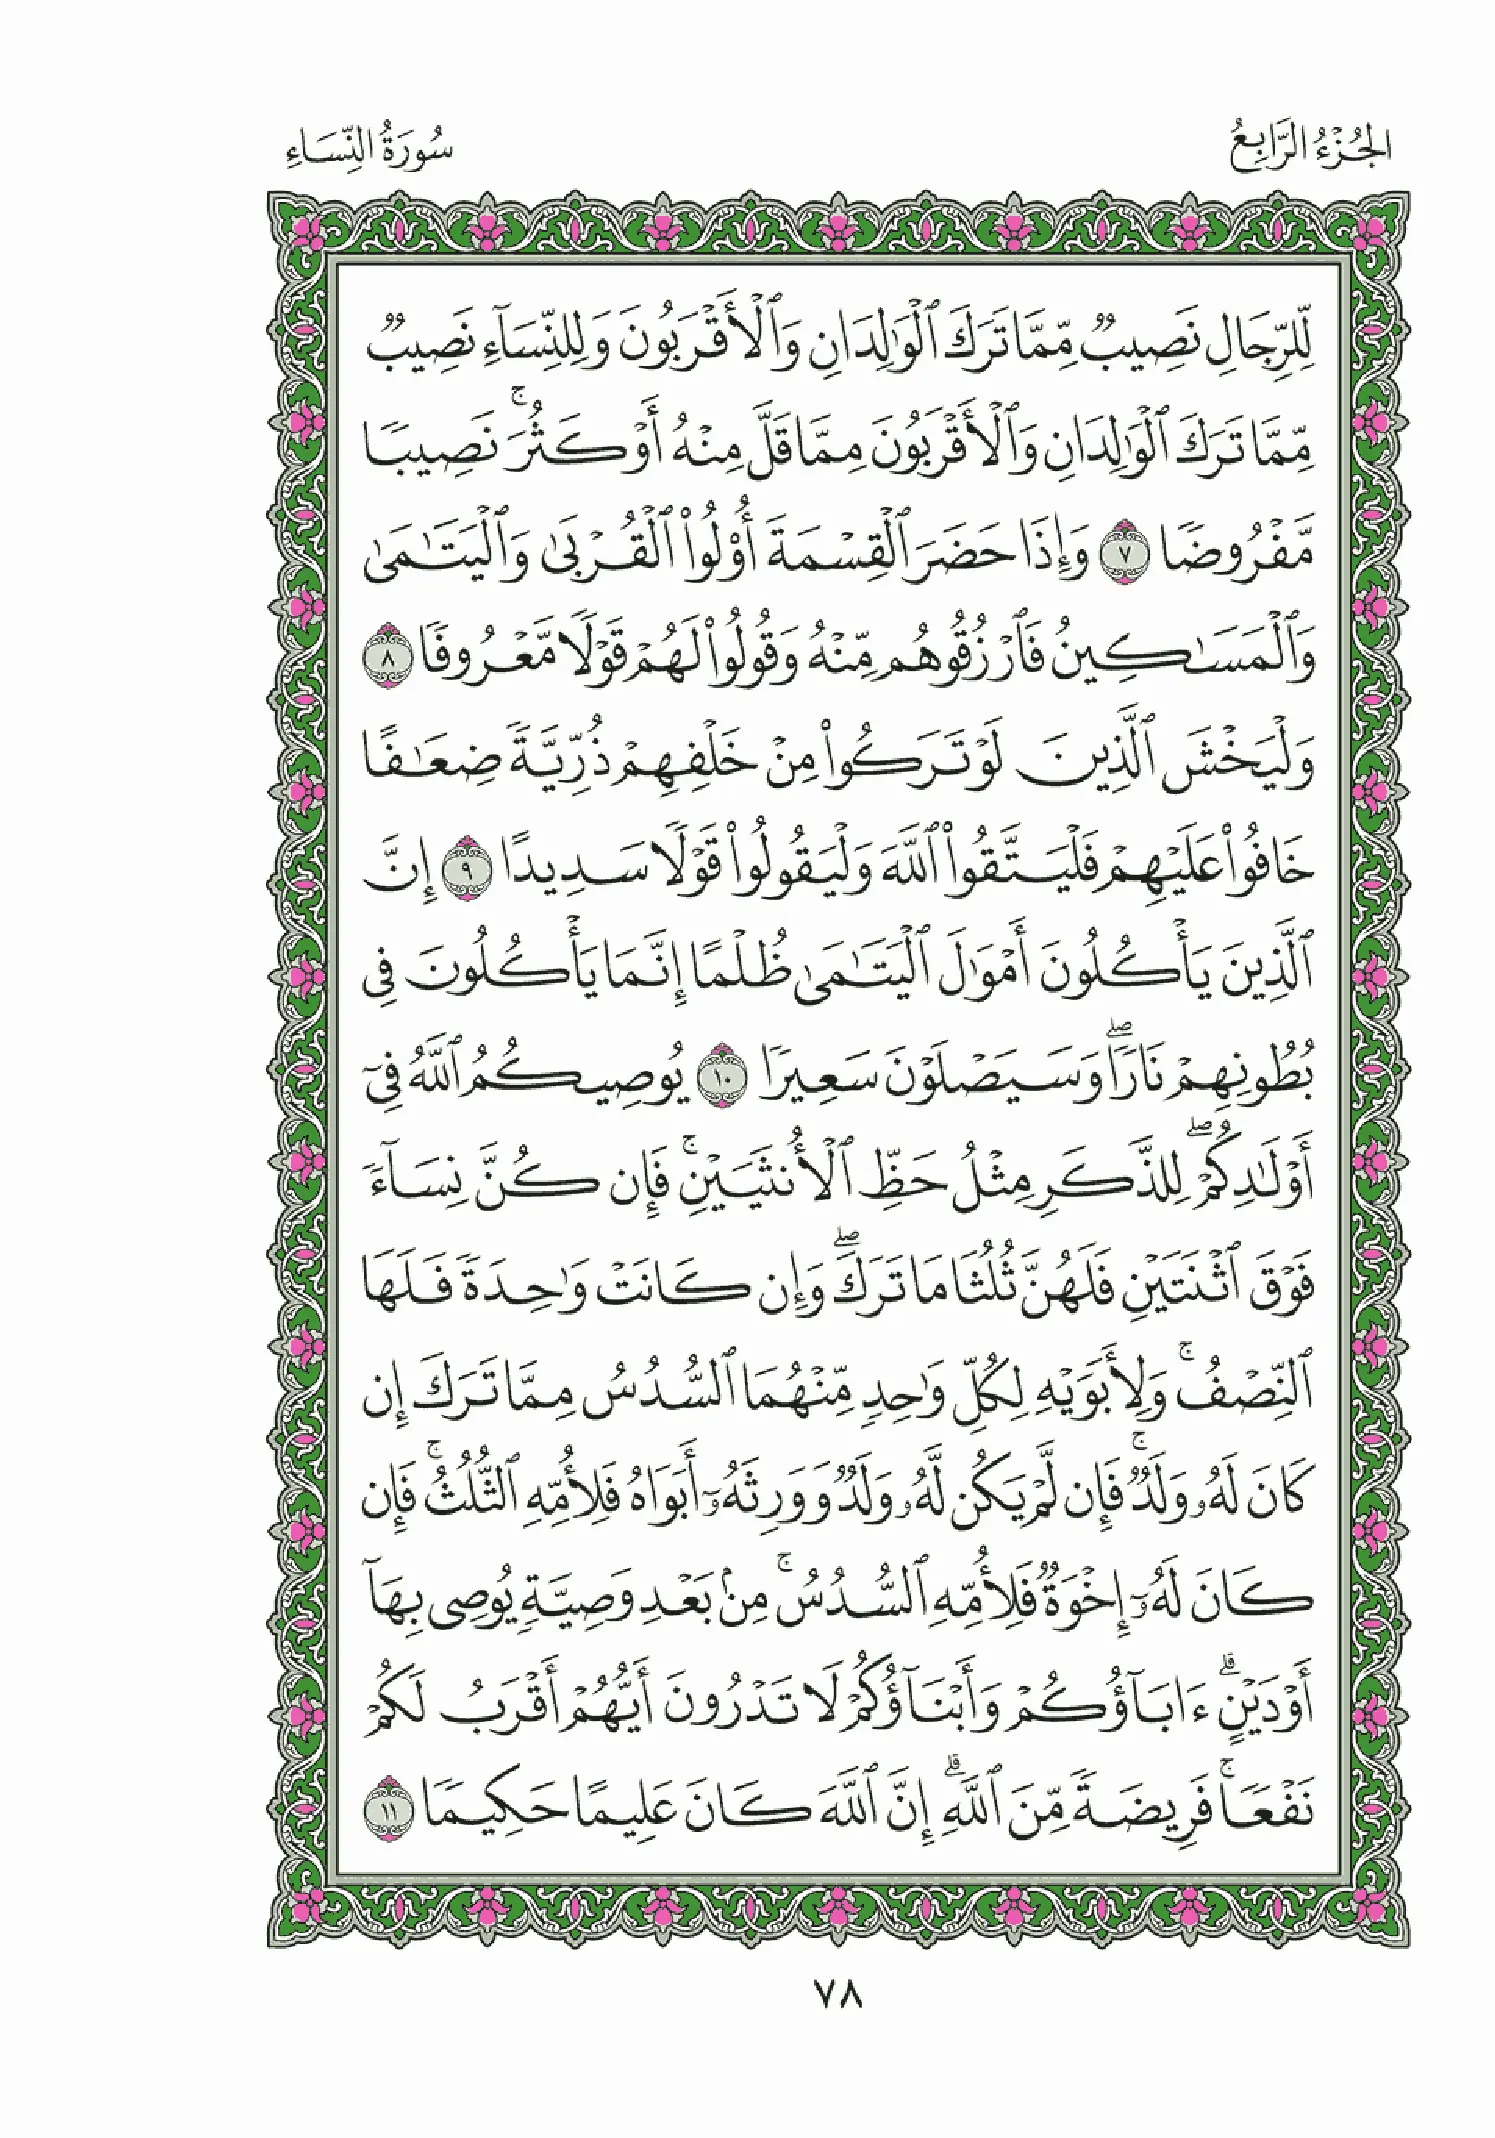 الجُزْءُ الرَّابِعُ
سُورَةُ النِّسَاءِ
لِّلرِّجَالِ نَصِيبٌ مِّمَّا تَرَكَ ٱلْوَٰلِدَانِ وَٱلْأَقْرَبُونَ وَلِلنِّسَآءِ نَصِيبٌ
مِّمَّا تَرَكَ ٱلْوَٰلِدَانِ وَٱلْأَقْرَبُونَ مِمَّا قَلَّ مِنْهُ أَوْ كَثُرَ ۚ نَصِيبًا
مَّفْرُوضًا ٧ وَإِذَا حَضَرَ ٱلْقِسْمَةَ أُو۟لُوا۟ ٱلْقُرْبَىٰ وَٱلْيَتَـٰمَىٰ
وَٱلْمَسَـٰكِينُ فَٱرْزُقُوهُم مِّنْهُ وَقُولُوا۟ لَهُمْ قَوْلًا مَّعْرُوفًا ٨
وَلْيَخْشَ ٱلَّذِينَ لَوْ تَرَكُوا۟ مِنْ خَلْفِهِمْ ذُرِّيَّةً ضِعَـٰفًا
خَافُوا۟ عَلَيْهِمْ فَلْيَتَّقُوا۟ ٱللَّهَ وَلْيَقُولُوا۟ قَوْلًا سَدِيدًا ٩ إِنَّ
ٱلَّذِينَ يَأْكُلُونَ أَمْوَٰلَ ٱلْيَتَـٰمَىٰ ظُلْمًا إِنَّمَا يَأْكُلُونَ فِى
بُطُونِهِمْ نَارًا ۖ وَسَيَصْلَوْنَ سَعِيرًا ١٠ يُوصِيكُمُ ٱللَّهُ فِىٓ
أَوْلَـٰدِكُمْ ۖ لِلذَّكَرِ مِثْلُ حَظِّ ٱلْأُنثَيَيْنِ ۚ فَإِن كُنَّ نِسَآءً
فَوْقَ ٱثْنَتَيْنِ فَلَهُنَّ ثُلُثَا مَا تَرَكَ ۖ وَإِن كَانَتْ وَٰحِدَةً فَلَهَا
ٱلنِّصْفُ ۚ وَلِأَبَوَيْهِ لِكُلِّ وَٰحِدٍ مِّنْهُمَا ٱلسُّدُسُ مِمَّا تَرَكَ إِن
كَانَ لَهُۥ وَلَدٌ ۚ فَإِن لَّمْ يَكُن لَّهُۥ وَلَدٌ وَوَرِثَهُۥٓ أَبَوَاهُ فَلِأُمِّهِ ٱلثُّلُثُ ۚ فَإِن
كَانَ لَهُۥٓ إِخْوَةٌ فَلِأُمِّهِ ٱلسُّدُسُ ۚ مِنۢ بَعْدِ وَصِيَّةٍ يُوصِى بِهَآ
أَوْ دَيْنٍ ۗ ءَابَآؤُكُمْ وَأَبْنَآؤُكُمْ لَا تَدْرُونَ أَيُّهُمْ أَقْرَبُ لَكُمْ
نَفْعًا ۚ فَرِيضَةً مِّنَ ٱللَّهِ ۗ إِنَّ ٱللَّهَ كَانَ عَلِيمًا حَكِيمًا ١١
٧٨